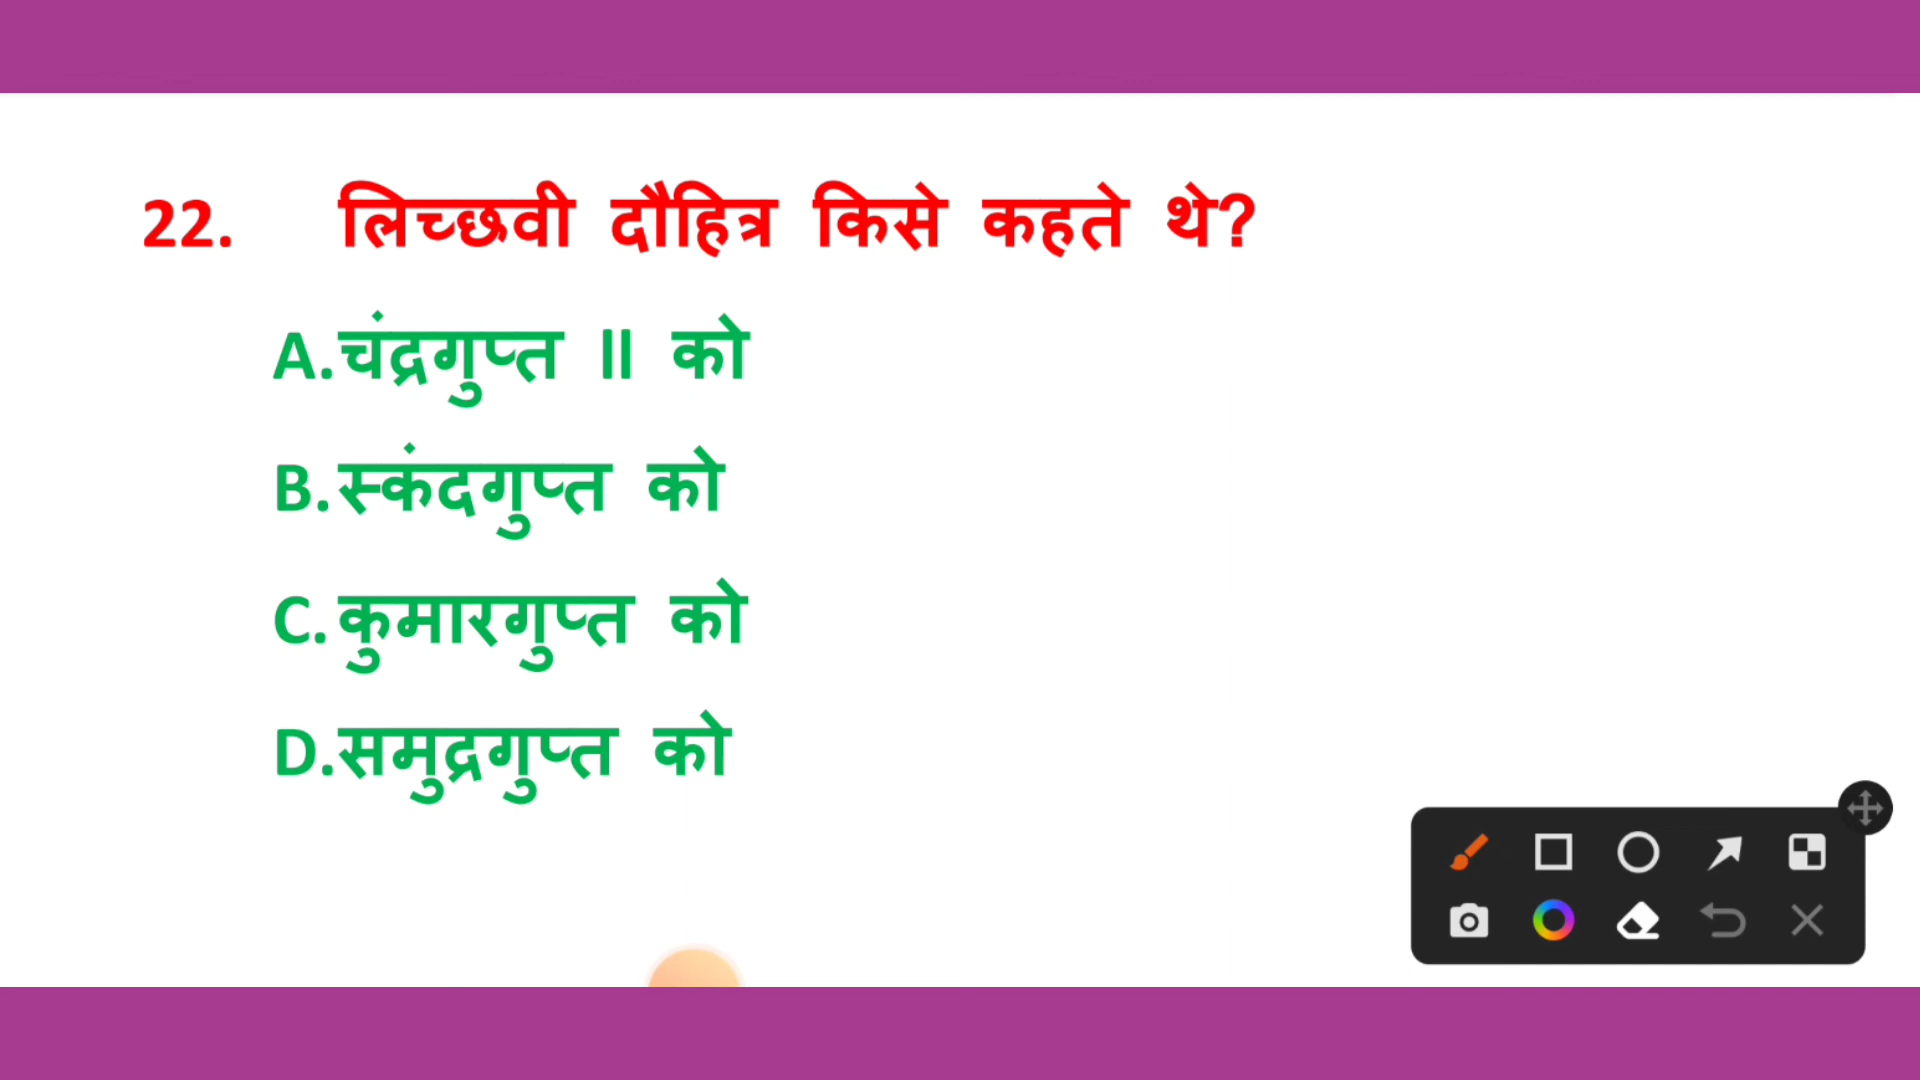 22. लिच्छवी दौहित्र किसे कहते थे?
A.चंद्रगुप्त II को
B.स्कंदगुप्त को
C.कुमारगुप्त को
D.समुद्रगुप्त को